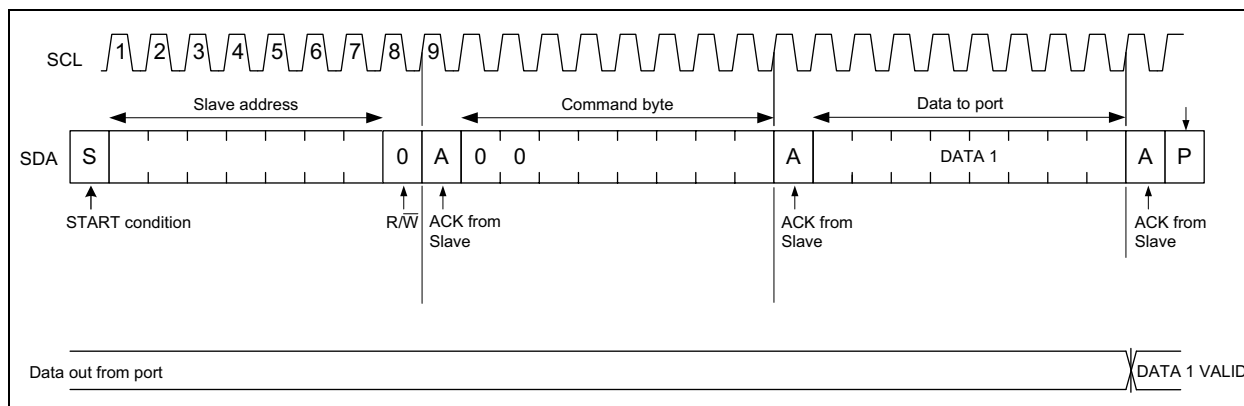 SCL 1 2 3 4 5 6 7 8 9
Slave address Command byte Data to port
SDA S 0 A 0 0 A DATA 1 A P
START condition R/W̅ ACK from Slave ACK from Slave ACK from Slave
Data out from port DATA 1 VALID